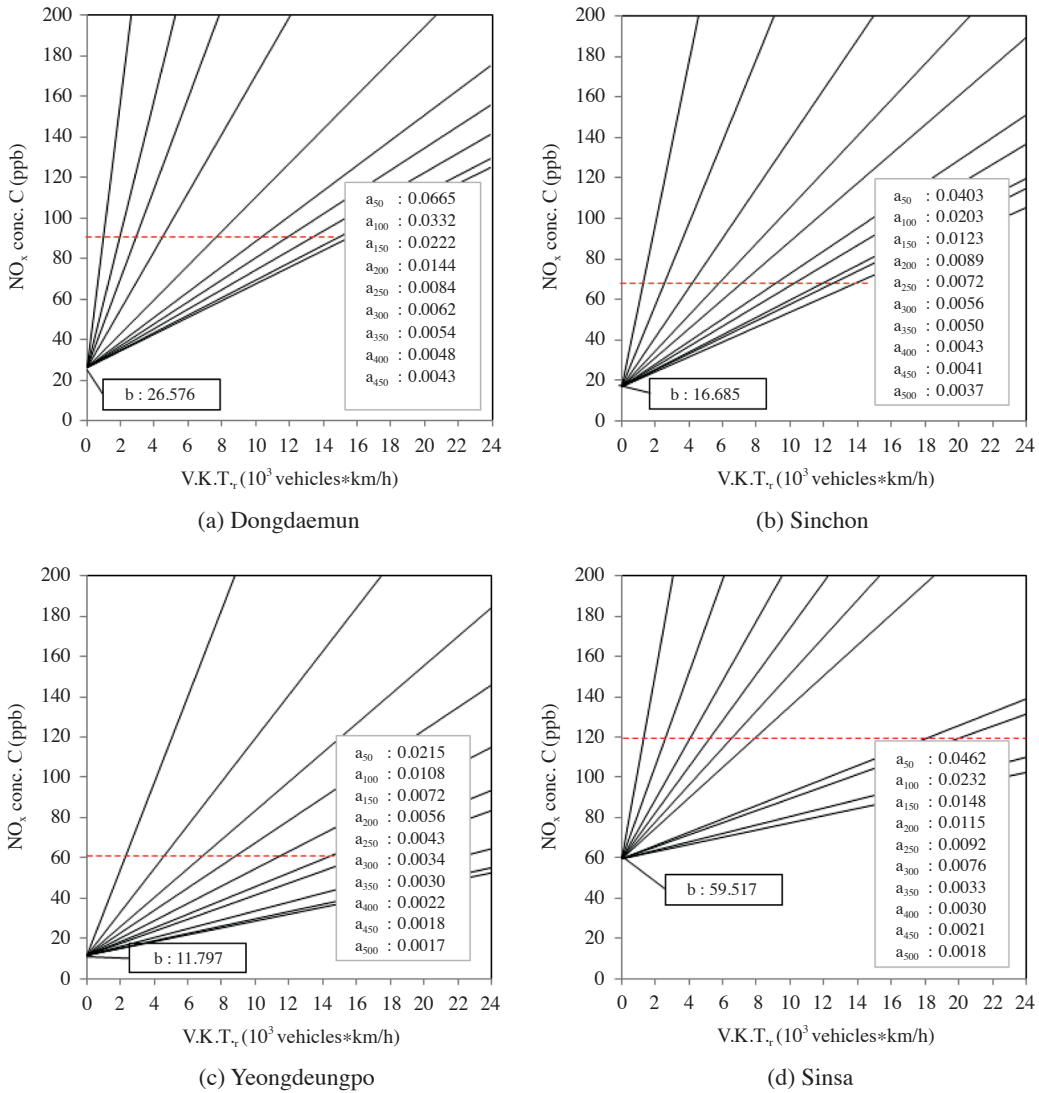 200
180
160
140
120
100
80
60
40
20
0
NOx conc. C (ppb)
a50 : 0.0665
a100 : 0.0332
a150 : 0.0222
a200 : 0.0144
a250 : 0.0084
a300 : 0.0062
a350 : 0.0054
a400 : 0.0048
a450 : 0.0043
b : 26.576
0 2 4 6 8 10 12 14 16 18 20 22 24
V.K.T.r (10³ vehicles*km/h)
(a) Dongdaemun
200
180
160
140
120
100
80
60
40
20
0
NOx conc. C (ppb)
a50 : 0.0403
a100 : 0.0203
a150 : 0.0123
a200 : 0.0089
a250 : 0.0072
a300 : 0.0056
a350 : 0.0050
a400 : 0.0043
a450 : 0.0041
a500 : 0.0037
b : 16.685
0 2 4 6 8 10 12 14 16 18 20 22 24
V.K.T.r (10³ vehicles*km/h)
(b) Sinchon
200
180
160
140
120
100
80
60
40
20
0
NOx conc. C (ppb)
a50 : 0.0215
a100 : 0.0108
a150 : 0.0072
a200 : 0.0056
a250 : 0.0043
a300 : 0.0034
a350 : 0.0030
a400 : 0.0022
a450 : 0.0018
a500 : 0.0017
b : 11.797
0 2 4 6 8 10 12 14 16 18 20 22 24
V.K.T.r (10³ vehicles*km/h)
(c) Yeongdeungpo
200
180
160
140
120
100
80
60
40
20
0
NOx conc. C (ppb)
a50 : 0.0462
a100 : 0.0232
a150 : 0.0148
a200 : 0.0115
a250 : 0.0092
a300 : 0.0076
a350 : 0.0033
a400 : 0.0030
a450 : 0.0021
a500 : 0.0018
b : 59.517
0 2 4 6 8 10 12 14 16 18 20 22 24
V.K.T.r (10³ vehicles*km/h)
(d) Sinsa